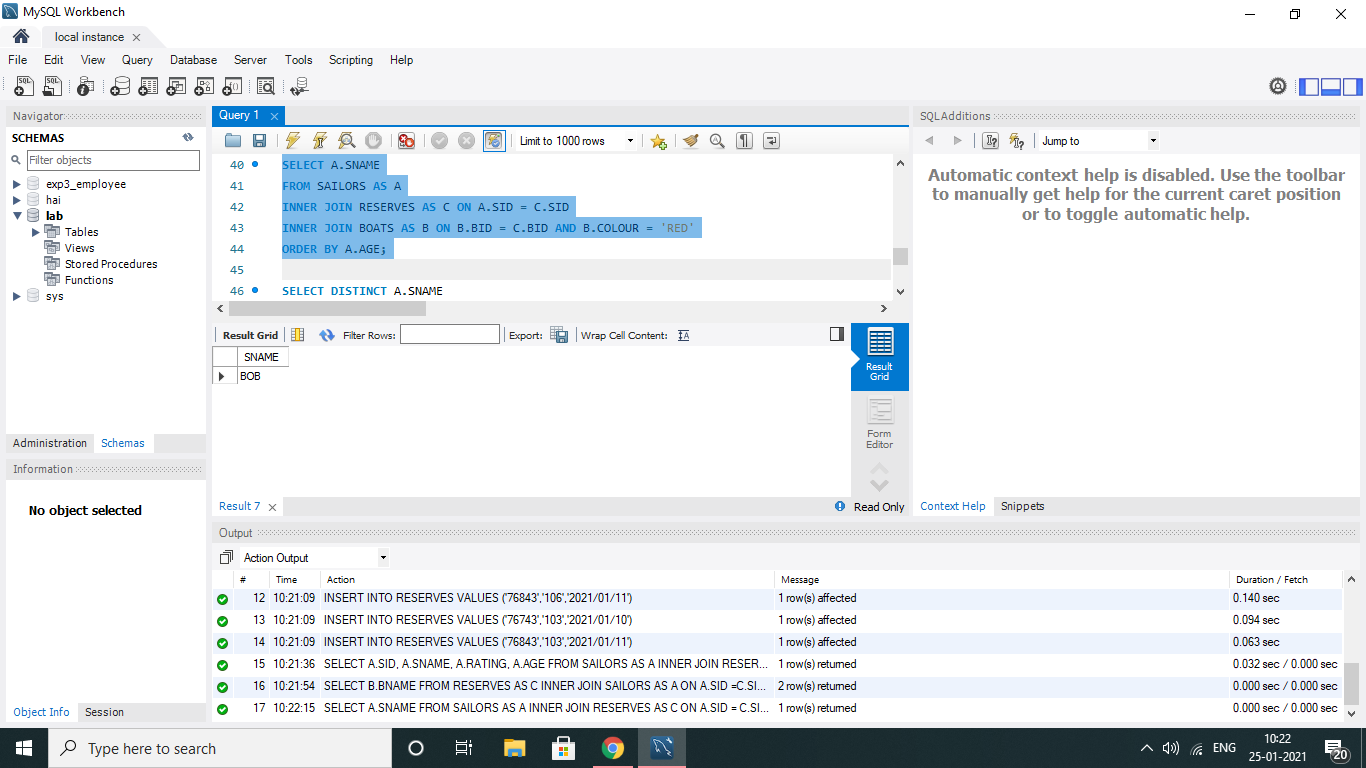 MySQL Workbench
local instance
File Edit View Query Database Server Tools Scripting Help
Navigator
SCHEMAS
Filter objects
exp3_employee
hai
lab
Tables
Views
Stored Procedures
Functions
sys
Administration Schemas
Information
No object selected
Object Info Session
Query 1
Limit to 1000 rows
40 SELECT A.SNAME
41 FROM SAILORS AS A
42 INNER JOIN RESERVES AS C ON A.SID = C.SID
43 INNER JOIN BOATS AS B ON B.BID = C.BID AND B.COLOUR = 'RED'
44 ORDER BY A.AGE;
45
46 SELECT DISTINCT A.SNAME
Result Grid Filter Rows: Export: Wrap Cell Content:
SNAME
BOB
Result Grid
Form Editor
Result 7 Read Only
SQLAdditions
Jump to
Automatic context help is disabled. Use the toolbar
to manually get help for the current caret position
or to toggle automatic help.
Context Help Snippets
Output
Action Output
# Time Action Message Duration / Fetch
12 10:21:09 INSERT INTO RESERVES VALUES ('76843','106','2021/01/11') 1 row(s) affected 0.140 sec
13 10:21:09 INSERT INTO RESERVES VALUES ('76743','103','2021/01/10') 1 row(s) affected 0.094 sec
14 10:21:09 INSERT INTO RESERVES VALUES ('76843','103','2021/01/11') 1 row(s) affected 0.063 sec
15 10:21:36 SELECT A.SID, A.SNAME, A.RATING, A.AGE FROM SAILORS AS A INNER JOIN RESER... 1 row(s) returned 0.032 sec / 0.000 sec
16 10:21:54 SELECT B.BNAME FROM RESERVES AS C INNER JOIN SAILORS AS A ON A.SID =C.SI... 2 row(s) returned 0.000 sec / 0.000 sec
17 10:22:15 SELECT A.SNAME FROM SAILORS AS A INNER JOIN RESERVES AS C ON A.SID = C.SI... 1 row(s) returned 0.000 sec / 0.000 sec
Type here to search
ENG
10:22
25-01-2021
20